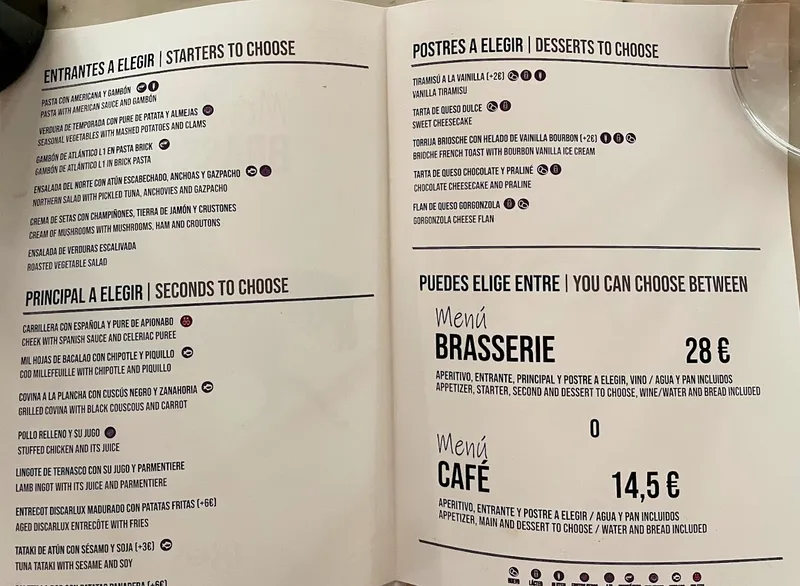 ENTRANTES A ELEGIR | STARTERS TO CHOOSE
PASTA CON AMERICANA Y GAMBÓN
PASTA WITH AMERICAN SAUCE AND GAMBÓN
VERDURA DE TEMPORADA CON PURE DE PATATA Y ALMEJAS
SEASONAL VEGETABLES WITH MASHED POTATOES AND CLAMS
GAMBÓN DE ATLÁNTICO L1 EN PASTA BRICK
GAMBÓN DE ATLÁNTICO L1 IN BRICK PASTA
ENSALADA DEL NORTE CON ATÚN ESCABECHADO, ANCHOAS Y GAZPACHO
NORTHERN SALAD WITH PICKLED TUNA, ANCHOVIES AND GAZPACHO
CREMA DE SETAS CON CHAMPIÑONES, TIERRA DE JAMÓN Y CRUSTONES
CREAM OF MUSHROOMS WITH MUSHROOMS, HAM AND CROUTONS
ENSALADA DE VERDURAS ESCALIVADA
ROASTED VEGETABLE SALAD
PRINCIPAL A ELEGIR | SECONDS TO CHOOSE
CARRILLERA CON ESPAÑOLA Y PURE DE APIONABO
CHEEK WITH SPANISH SAUCE AND CELERIAC PUREE
MIL HOJAS DE BACALAO CON CHIPOTLE Y PIQUILLO
COD MILLEFEUILLE WITH CHIPOTLE AND PIQUILLO
COVINA A LA PLANCHA CON CUSCÚS NEGRO Y ZANAHORIA
GRILLED COVINA WITH BLACK COUSCOUS AND CARROT
POLLO RELLENO Y SU JUGO
STUFFED CHICKEN AND ITS JUICE
LINGOTE DE TERNASCO CON SU JUGO Y PARMENTIERE
LAMB INGOT WITH ITS JUICE AND PARMENTIERE
ENTRECOT DISCARLUX MADURADO CON PATATAS FRITAS (+6€)
AGED DISCARLUX ENTRECÔTE WITH FRIES
TATAKI DE ATÚN CON SÉSAMO Y SOJA (+3€)
TUNA TATAKI WITH SESAME AND SOY
CON PATATAS PANADERA (+6€)
POSTRES A ELEGIR | DESSERTS TO CHOOSE
TIRAMISÚ A LA VAINILLA (+2€)
VANILLA TIRAMISU
TARTA DE QUESO DULCE
SWEET CHEESECAKE
TORRIJA BRIOSCHE CON HELADO DE VAINILLA BOURBON (+2€)
BRIOCHE FRENCH TOAST WITH BOURBON VANILLA ICE CREAM
TARTA DE QUESO CHOCOLATE Y PRALINÉ
CHOCOLATE CHEESECAKE AND PRALINE
FLAN DE QUESO GORGONZOLA
GORGONZOLA CHEESE FLAN
PUEDES ELIGE ENTRE | YOU CAN CHOOSE BETWEEN
Menú
BRASSERIE 28 €
APERITIVO, ENTRANTE, PRINCIPAL Y POSTRE A ELEGIR, VINO / AGUA Y PAN INCLUIDOS
APPETIZER, STARTER, SECOND AND DESSERT TO CHOOSE, WINE/WATER AND BREAD INCLUDED
O
Menú
CAFÉ 14,5 €
APERITIVO, ENTRANTE Y POSTRE A ELEGIR / AGUA Y PAN INCLUIDOS
APPETIZER, MAIN AND DESSERT TO CHOOSE / WATER AND BREAD INCLUDED